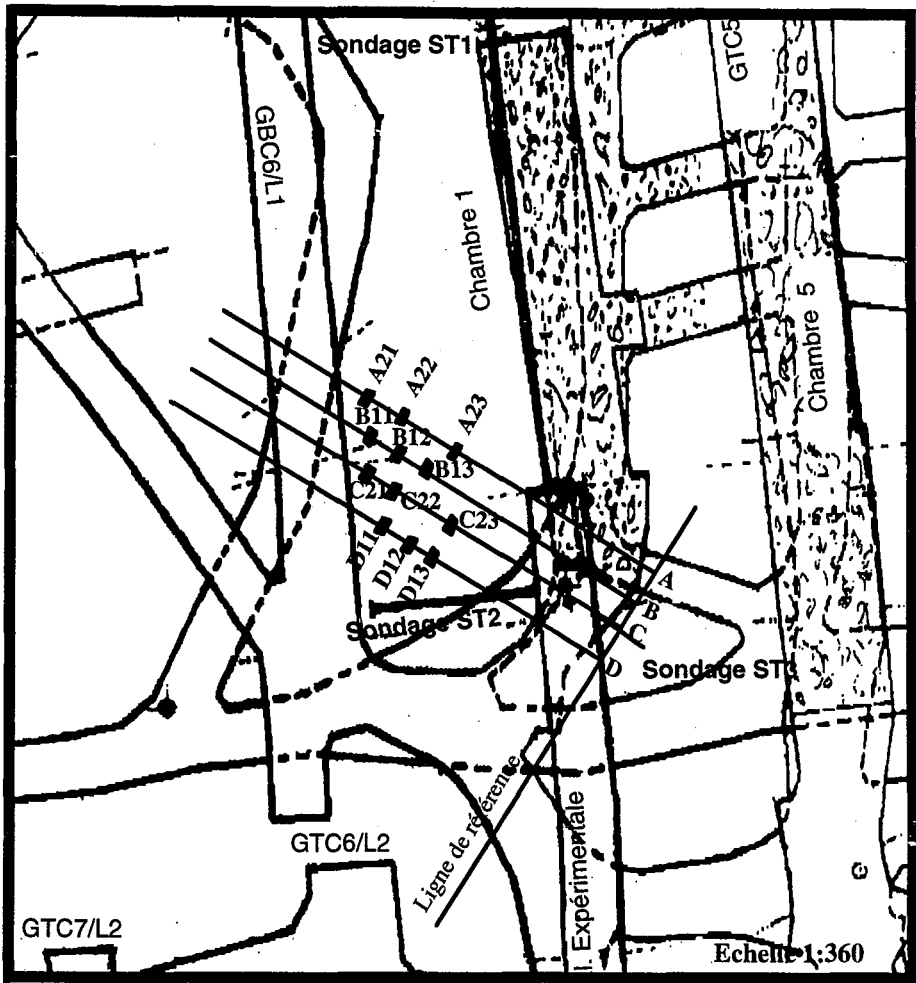 Sondage ST1
GTC5
GBC6/L1
Chambre 1
Chambre 5
A21
A22
A23
B11
B12
B13
C21
C22
C23
D11
D12
D13
A
B
C
D
Sondage ST2
Sondage
Ligne de référence
Expérimentale
GTC6/L2
GTC7/L2
Echelle 1:360